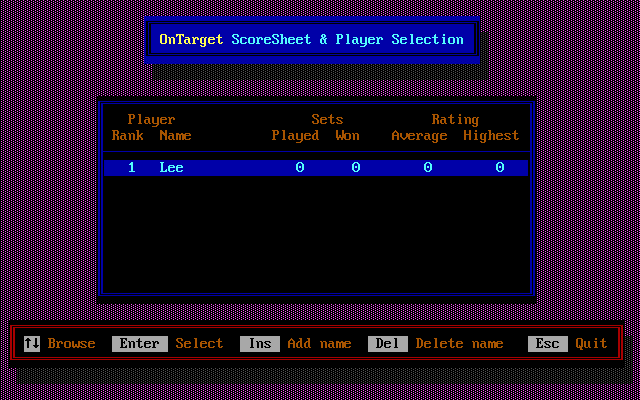 OnTarget ScoreSheet & Player Selection
Player Sets Rating
Rank Name Played Won Average Highest
1 Lee 0 0 0 0
↑↓ Browse Enter Select Ins Add name Del Delete name Esc Quit